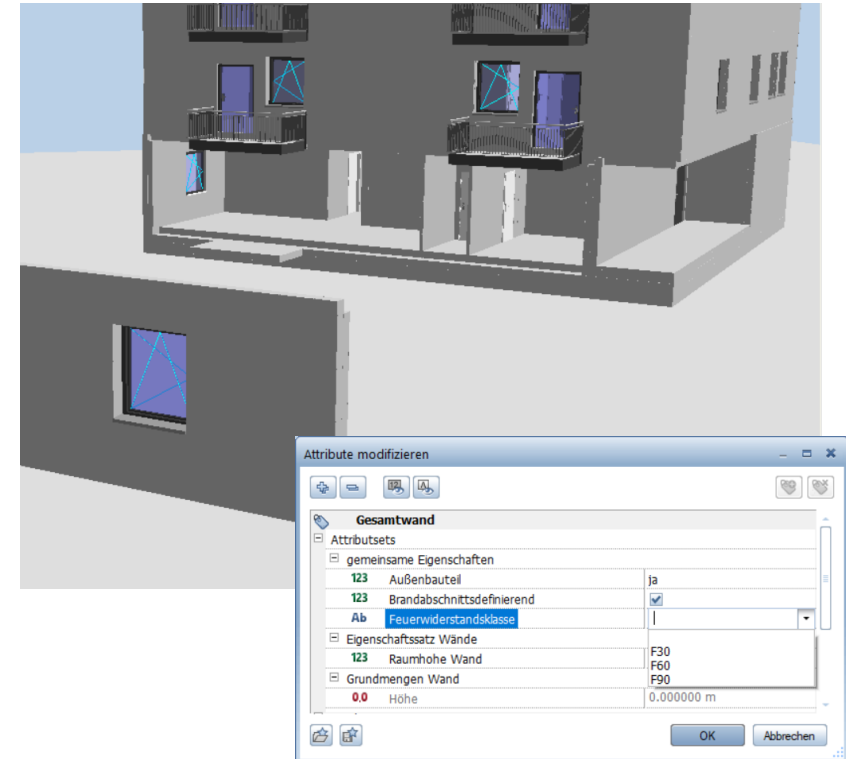 Attribute modifizieren
Gesamtwand
Attributsets
gemeinsame Eigenschaften
123 Außenbauteil ja
123 Brandabschnittsdefinierend
Ab Feuerwiderstandsklasse
F30
F60
F90
Eigenschaftssatz Wände
123 Raumhohe Wand
Grundmengen Wand
0,0 Höhe 0.000000 m
OK Abbrechen